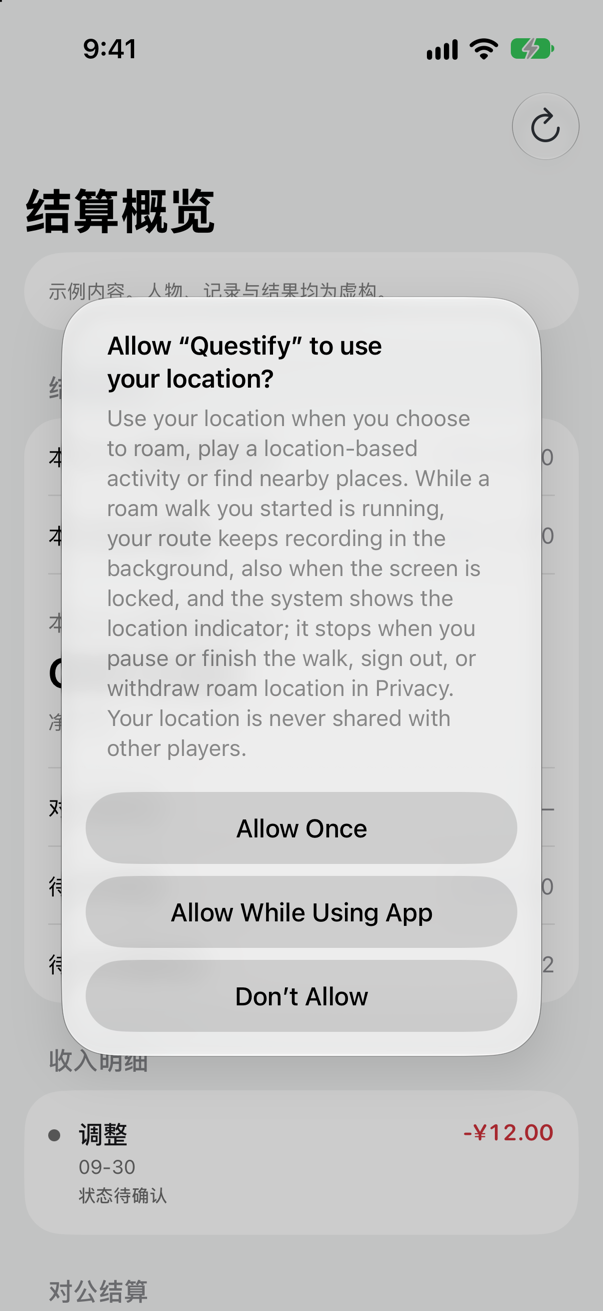 9:41
结算概览
示例内容。人物、记录与结果均为虚构。
Allow “Questify” to use
your location?
Use your location when you choose
to roam, play a location-based
activity or find nearby places. While a
roam walk you started is running,
your route keeps recording in the
background, also when the screen is
locked, and the system shows the
location indicator; it stops when you
pause or finish the walk, sign out, or
withdraw roam location in Privacy.
Your location is never shared with
other players.
Allow Once
Allow While Using App
Don’t Allow
收入明细
调整
-¥12.00
09-30
状态待确认
对公结算